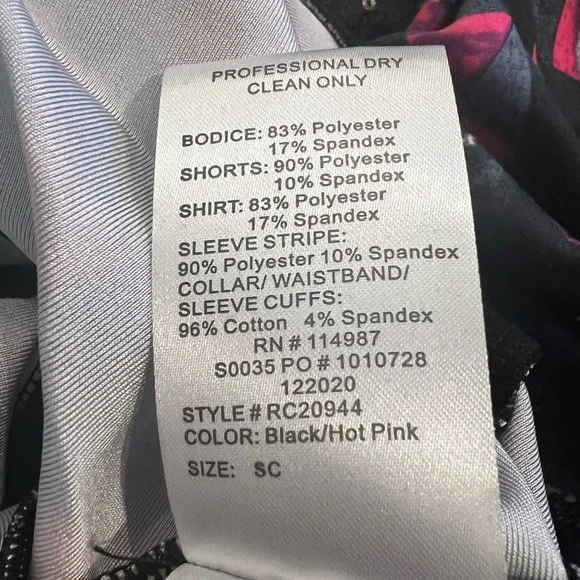 PROFESSIONAL DRY
CLEAN ONLY
BODICE: 83% Polyester
17% Spandex
SHORTS: 90% Polyester
10% Spandex
SHIRT: 83% Polyester
17% Spandex
SLEEVE STRIPE:
90% Polyester 10% Spandex
COLLAR/ WAISTBAND/
SLEEVE CUFFS:
96% Cotton 4% Spandex
RN # 114987
S0035 PO # 1010728
122020
STYLE # RC20944
COLOR: Black/Hot Pink
SIZE: SC